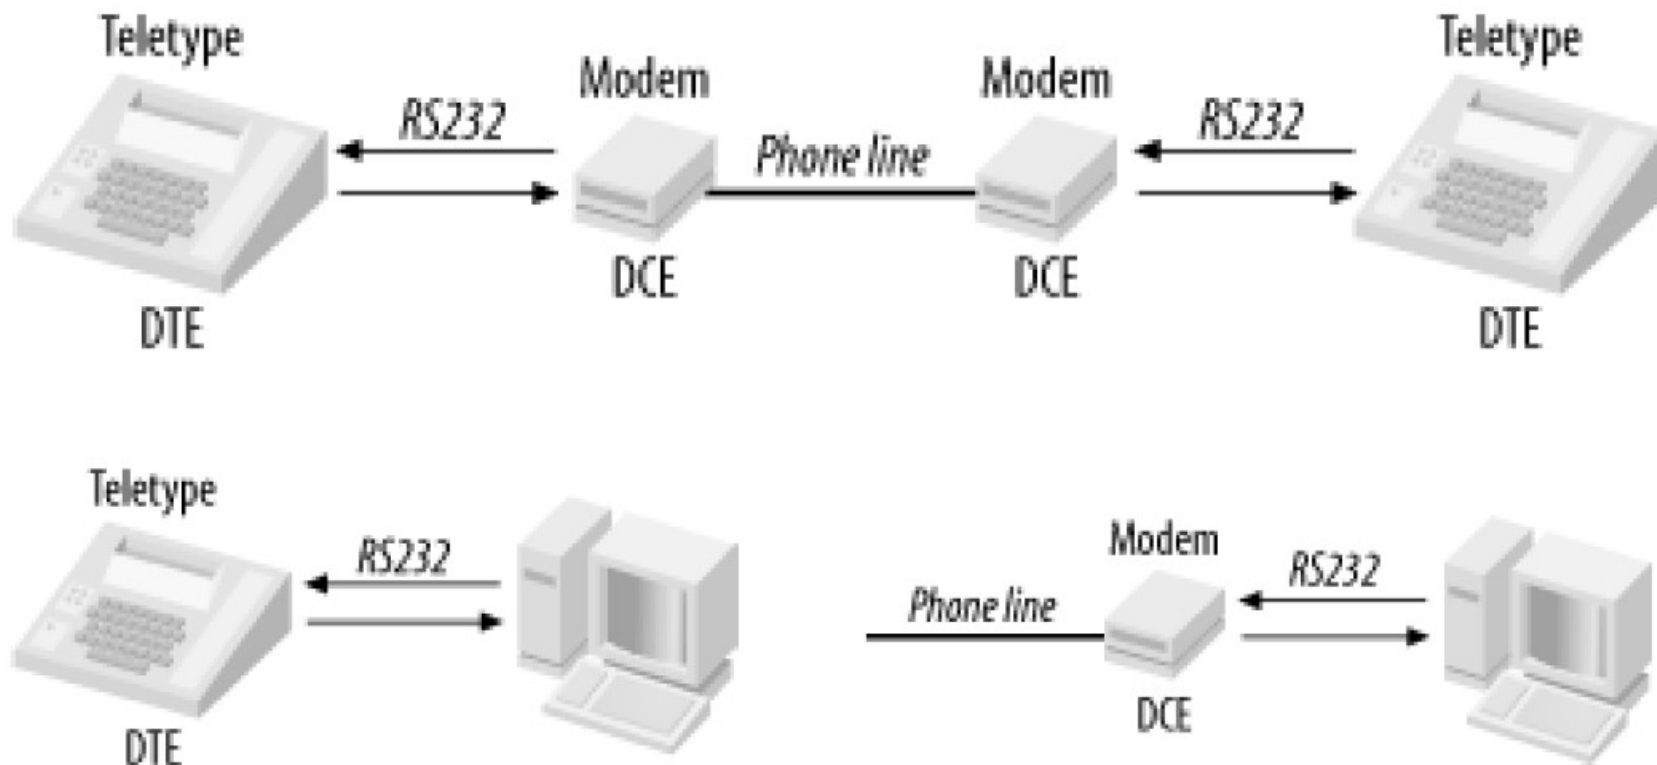 Teletype
Modem
Modem
Teletype
RS232
Phone line
RS232
DCE
DCE
DTE
DTE
Teletype
RS232
Modem
RS232
Phone line
DCE
DTE